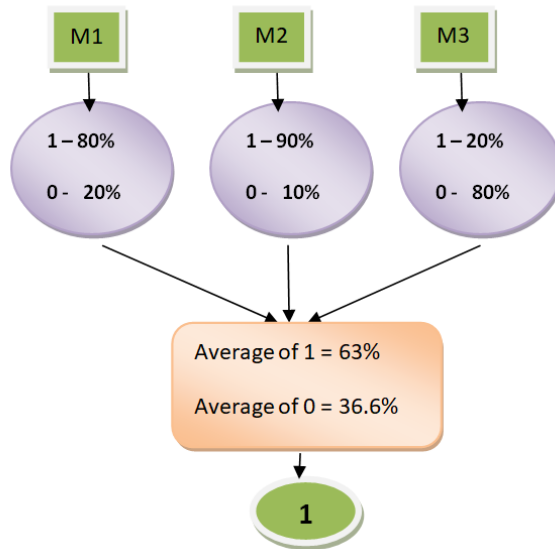 M1
M2
M3
1 – 80%
0 - 20%
1 – 90%
0 - 10%
1 – 20%
0 - 80%
Average of 1 = 63%
Average of 0 = 36.6%
1